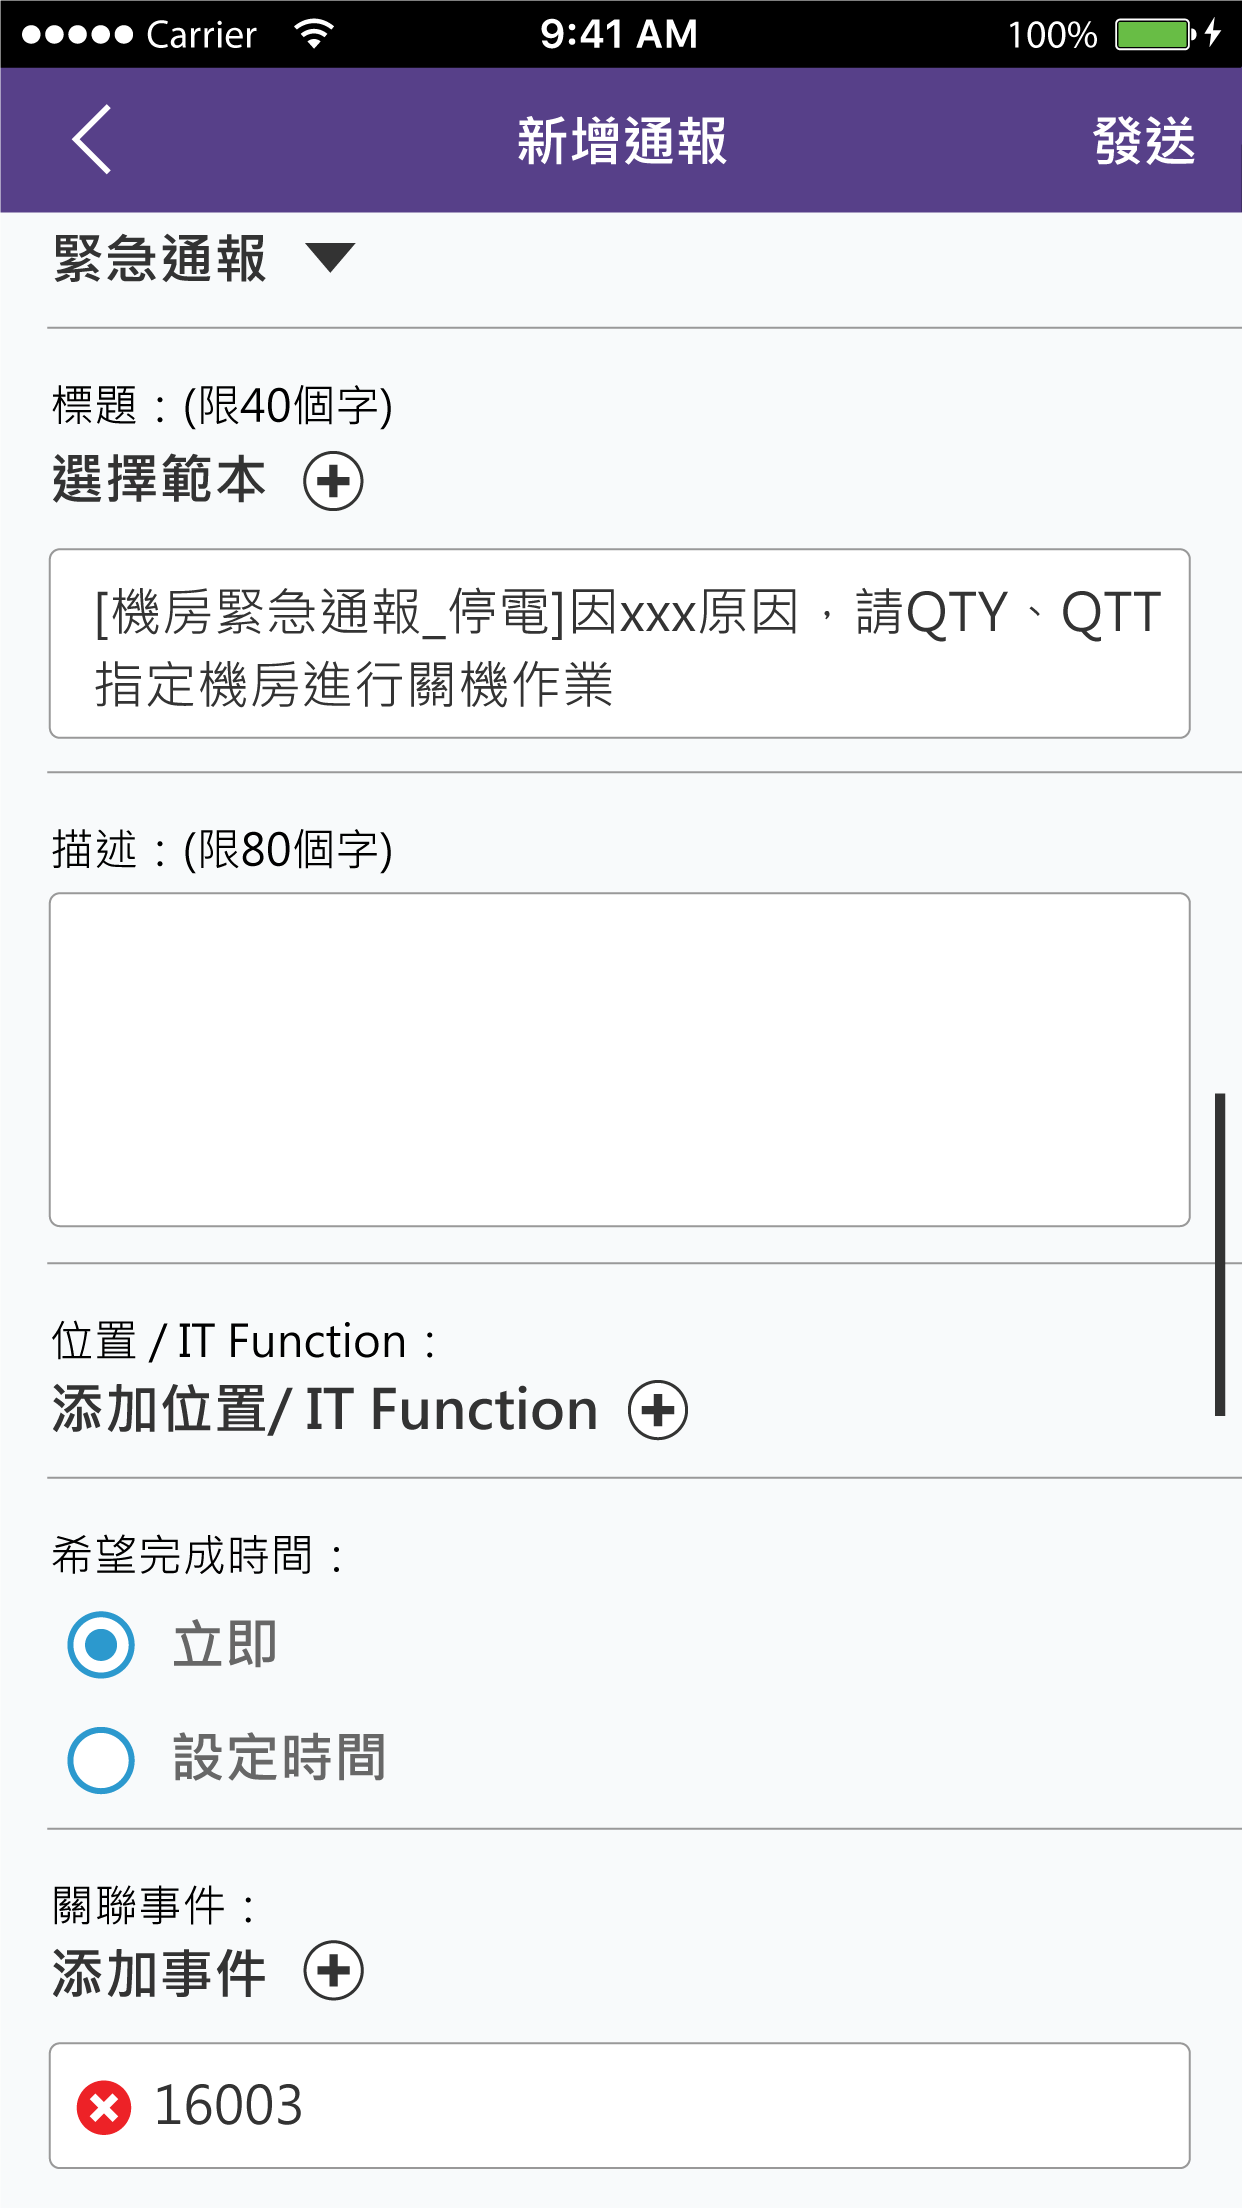 Carrier 9:41 AM 100%
新增通報 發送
緊急通報
標題：(限40個字)
選擇範本
[機房緊急通報_停電]因xxx原因，請QTY、QTT
指定機房進行關機作業
描述：(限80個字)
位置 / IT Function：
添加位置/ IT Function
希望完成時間：
立即
設定時間
關聯事件：
添加事件
16003